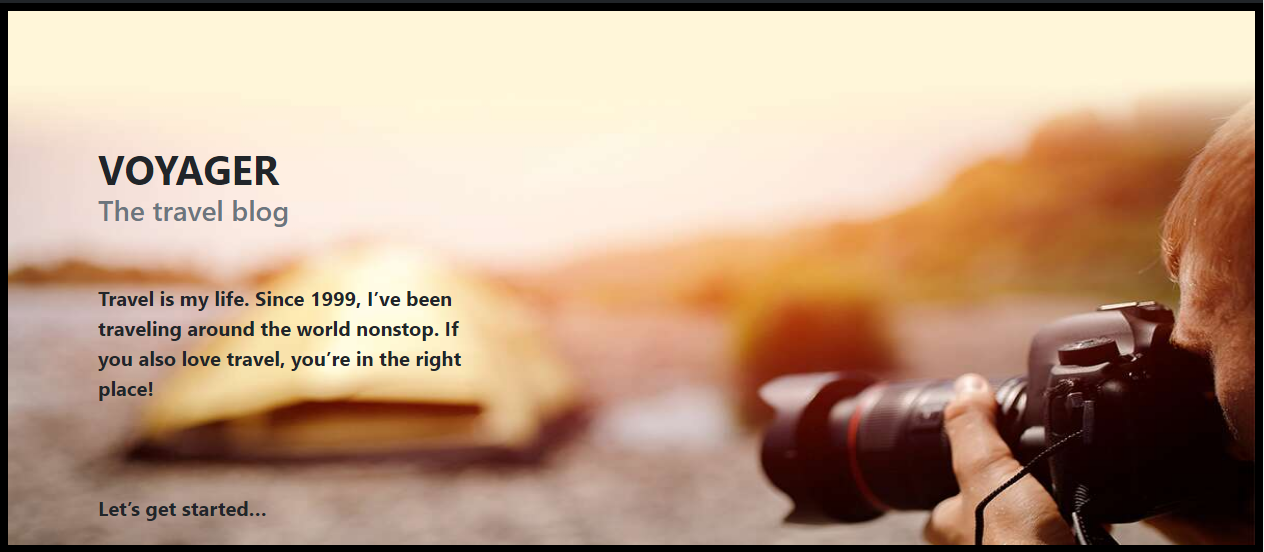 VOYAGER
The travel blog
Travel is my life. Since 1999, I’ve been
traveling around the world nonstop. If
you also love travel, you’re in the right
place!
Let’s get started…